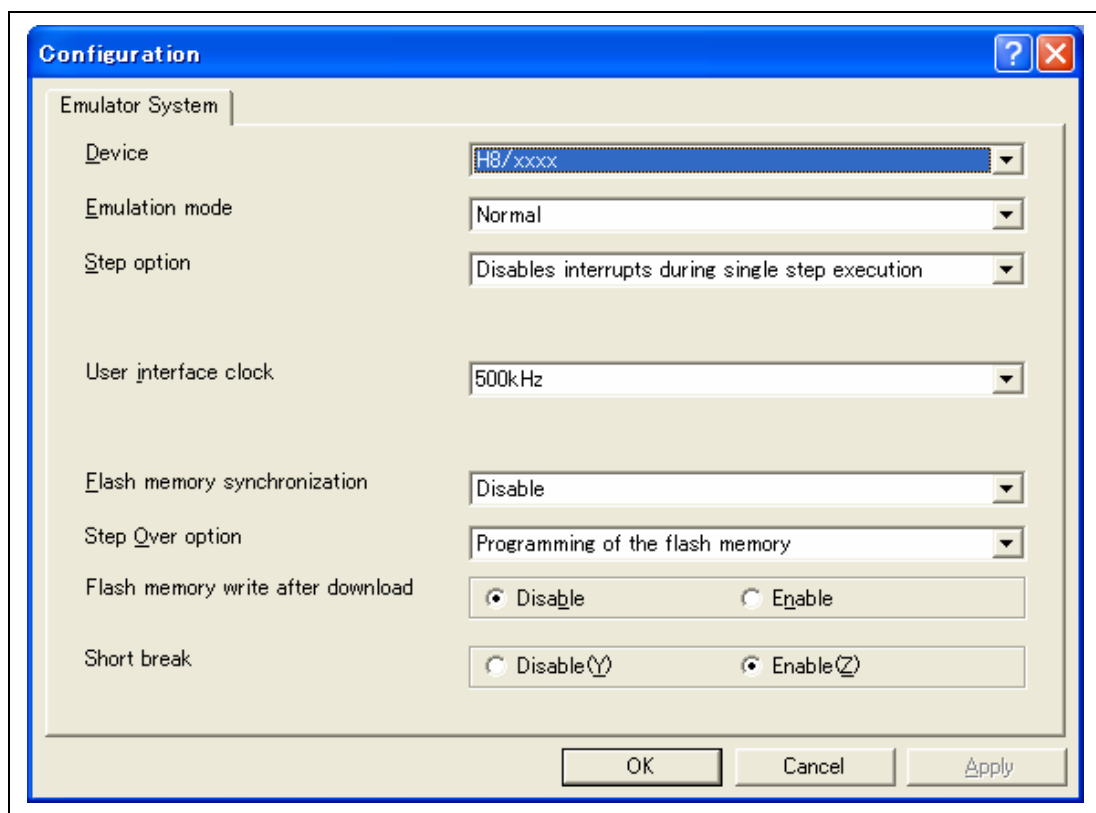 Configuration
Emulator System
Device
H8/xxxx
Emulation mode
Normal
Step option
Disables interrupts during single step execution
User interface clock
500kHz
Flash memory synchronization
Disable
Step Over option
Programming of the flash memory
Flash memory write after download
Disable Enable
Short break
Disable(Y) Enable(Z)
OK Cancel Apply